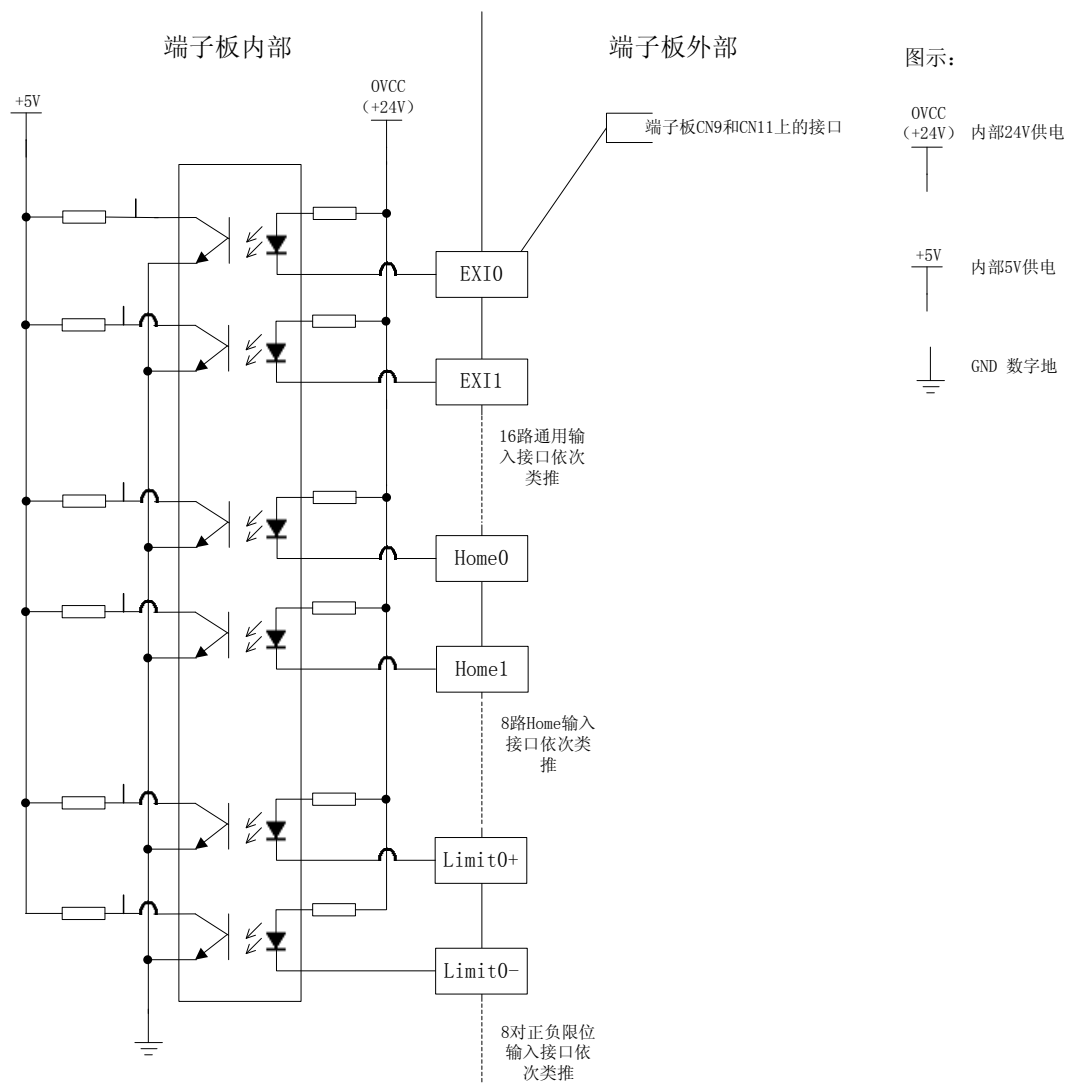 端子板内部
端子板外部
图示:
+5V
OVCC
(+24V)
端子板CN9和CN11上的接口
OVCC
(+24V)
内部24V供电
EXI0
+5V
内部5V供电
EXI1
GND 数字地
16路通用输
入接口依次
类推
Home0
Home1
8路Home输入
接口依次类
推
Limit0+
Limit0-
8对正负限位
输入接口依
次类推